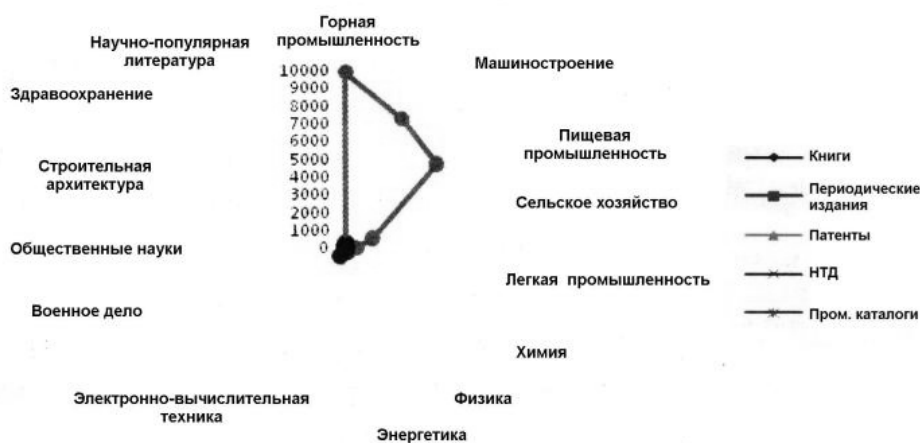 Горная
промышленность
Научно-популярная
литература
Машиностроение
10000
9000
8000
7000
6000
5000
4000
3000
2000
1000
0
Здравоохранение
Пищевая
промышленность
Книги
Строительная
архитектура
Периодические
издания
Сельское хозяйство
Патенты
Общественные науки
Легкая промышленность
НТД
Военное дело
Пром. каталоги
Химия
Электронно-вычислительная
техника
Физика
Энергетика